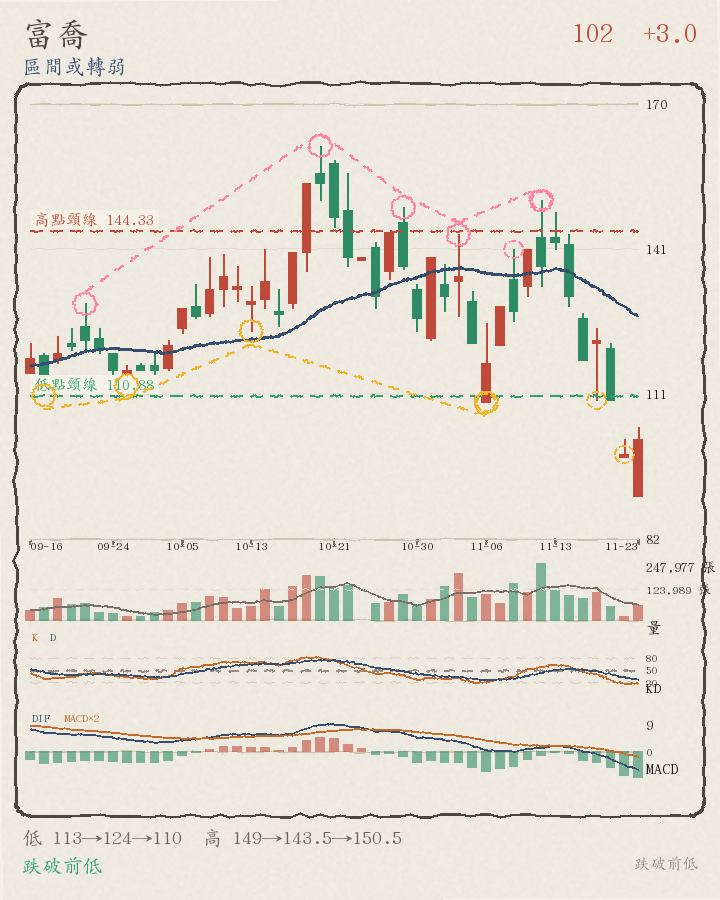 富喬
102 +3.0
區間或轉弱
170
高點頸線 144.33
141
低點頸線 110.88
111
82
09-16 09-24 10-05 10-13 10-21 10-30 11-06 11-13 11-23
247,977 張
123,989 張
量
K D
80
50
20
KD
DIF MACD×2
9
0
MACD
低 113→124→110 高 149→143.5→150.5
跌破前低
跌破前低